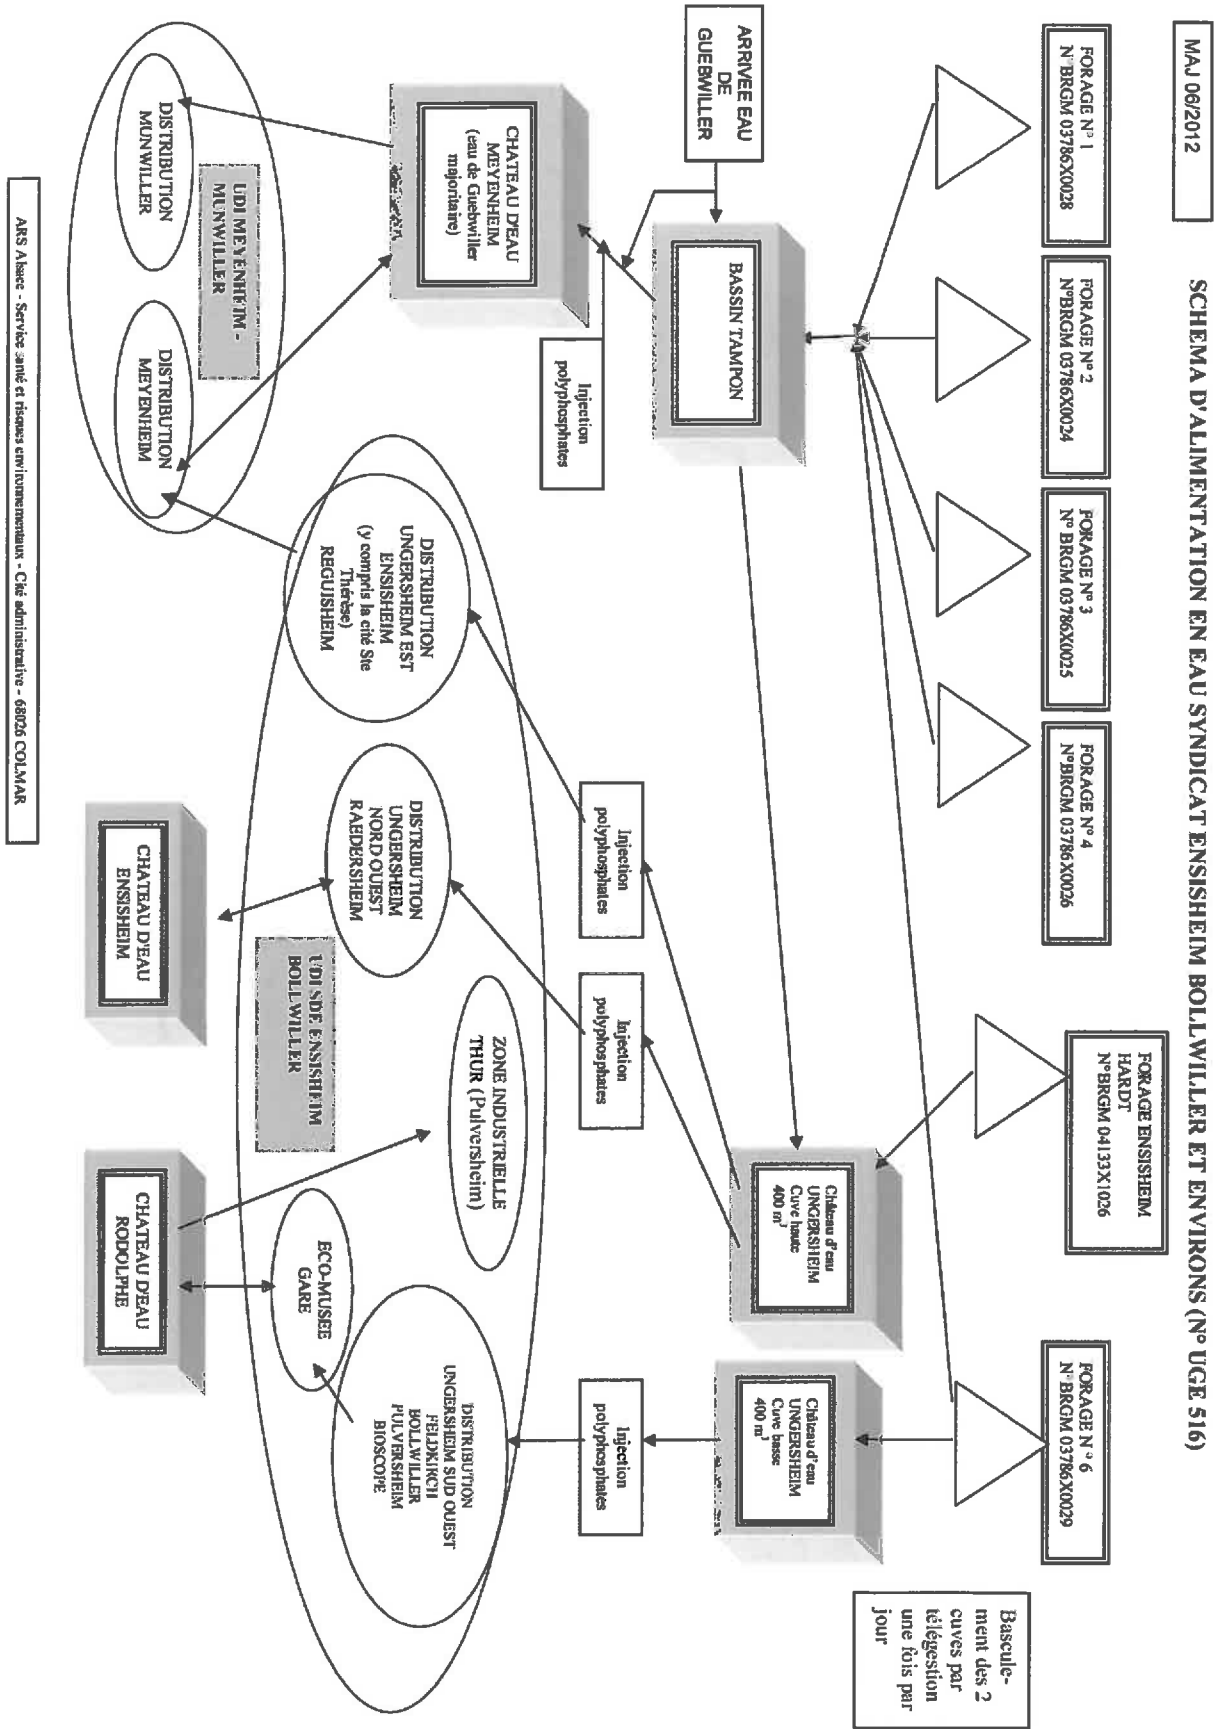 MAJ 06/2012
SCHEMA D'ALIMENTATION EN EAU SYNDICAT ENSISHEIM BOLLWILLER ET ENVIRONS (N° UGE 516)
FORAGE N° 1
N° BRGM 03786X0028
FORAGE N° 2
N°BRGM 03786X0024
FORAGE N° 3
N° BRGM 03786X0025
FORAGE N° 4
N°BRGM 03786X0026
FORAGE ENSISHEIM
HARDT
N°BRGM 04133X1026
FORAGE N° 6
N° BRGM 03786X0029
Bascule-
ment des 2
cuves par
télégestion
une fois par
jour
ARRIVEE EAU
DE
GUEBWILLER
BASSIN TAMPON
Château d'eau
UNGERSHEIM
Cuve haute
400 m³
Château d'eau
UNGERSHEIM
Cuve basse
400 m³
Injection
polyphosphates
Injection
polyphosphates
Injection
polyphosphates
Injection
polyphosphates
CHATEAU D'EAU
MEYENHEIM
(eau de Guebwiller
majoritaire)
DISTRIBUTION
UNGERSHEIM EST
ENSISHEIM
(y compris la cité Ste
Thérèse)
REGUISHEIM
DISTRIBUTION
UNGERSHEIM
NORD OUEST
RAEDERSHEIM
ZONE INDUSTRIELLE
THUR (Pulversheim)
DISTRIBUTION
UNGERSHEIM SUD OUEST
FELDKIRCH
BOLLWILLER
PULVERSHEIM
BIOSCOPE
ECO-MUSEE
GARE
UDI MEYENHEIM -
MUNWILLER
UDI SDE ENSISHEIM
BOLLWILLER
DISTRIBUTION
MUNWILLER
DISTRIBUTION
MEYENHEIM
CHATEAU D'EAU
ENSISHEIM
CHATEAU D'EAU
RODOLPHE
ARS Alsace - Service santé et risques environnementaux - Cité administrative - 68026 COLMAR